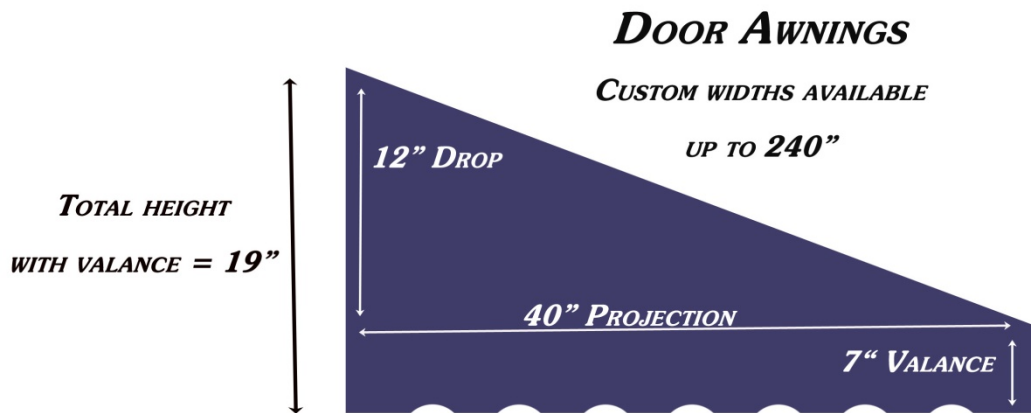 DOOR AWNINGS
CUSTOM WIDTHS AVAILABLE
UP TO 240”
12” DROP
TOTAL HEIGHT
WITH VALANCE = 19”
40” PROJECTION
7“ VALANCE